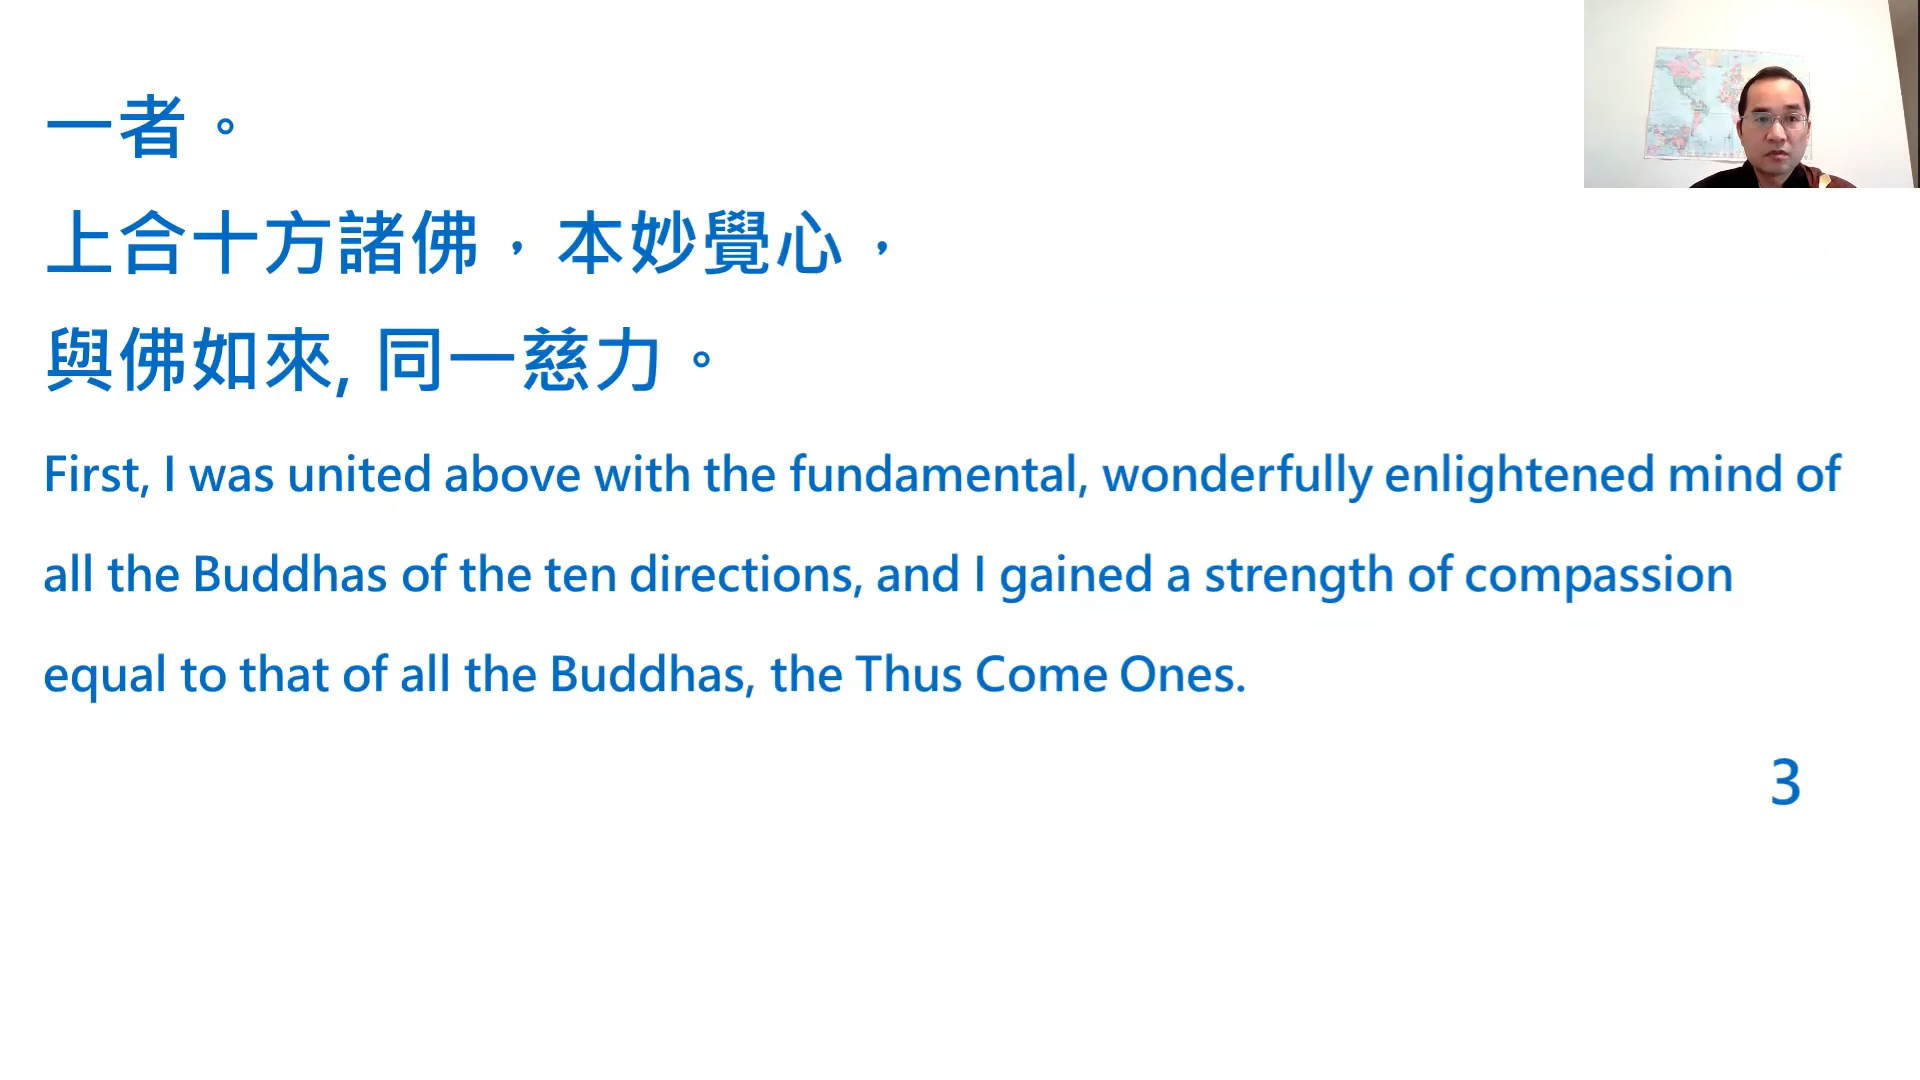 一者。
上合十方諸佛，本妙覺心，
與佛如來, 同一慈力。
First, I was united above with the fundamental, wonderfully enlightened mind of
all the Buddhas of the ten directions, and I gained a strength of compassion
equal to that of all the Buddhas, the Thus Come Ones.
3